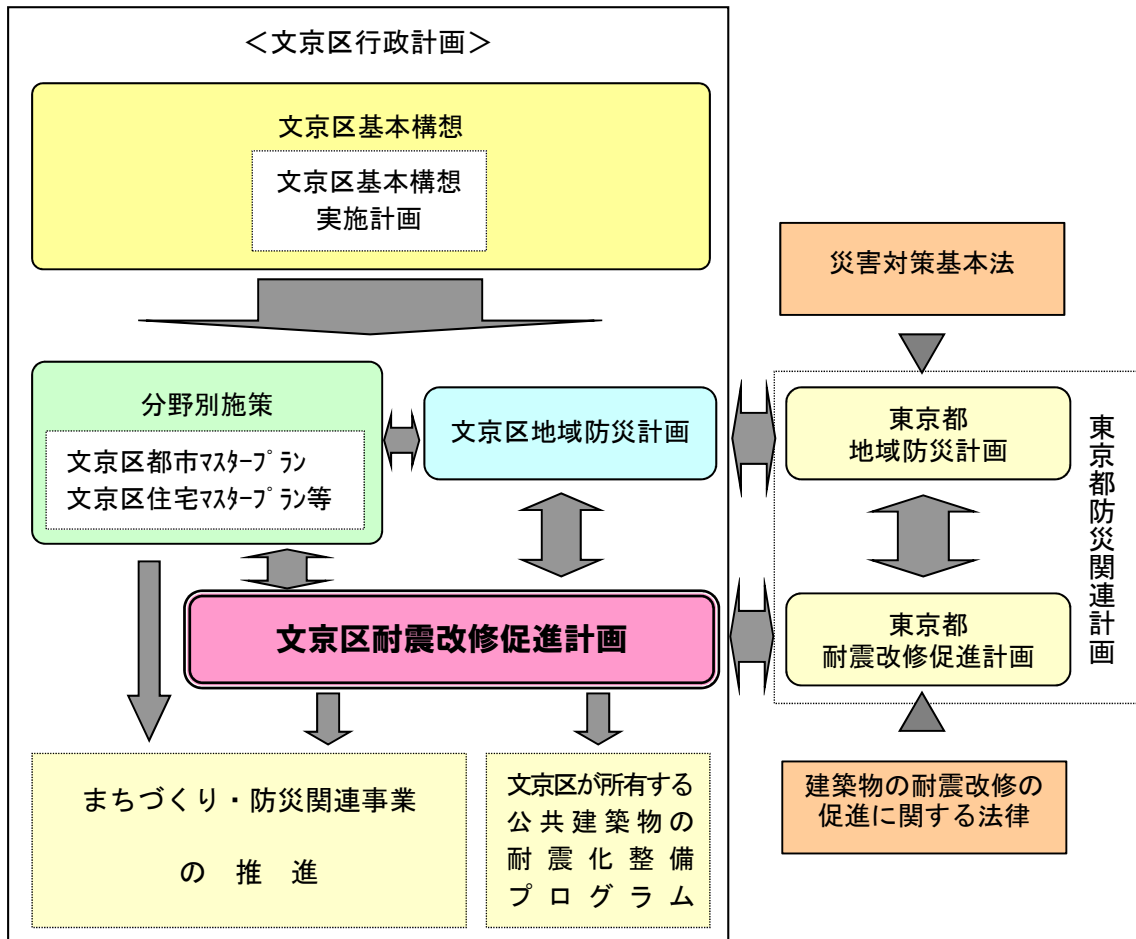 ＜文京区行政計画＞
文京区基本構想
文京区基本構想
実施計画
災害対策基本法
分野別施策
文京区都市ﾏｽﾀｰﾌﾟﾗﾝ
文京区住宅ﾏｽﾀｰﾌﾟﾗﾝ等
文京区地域防災計画
東京都
地域防災計画
東京都防災関連計画
文京区耐震改修促進計画
東京都
耐震改修促進計画
まちづくり・防災関連事業
の推進
文京区が所有する
公共建築物の
耐震化整備
プログラム
建築物の耐震改修の
促進に関する法律